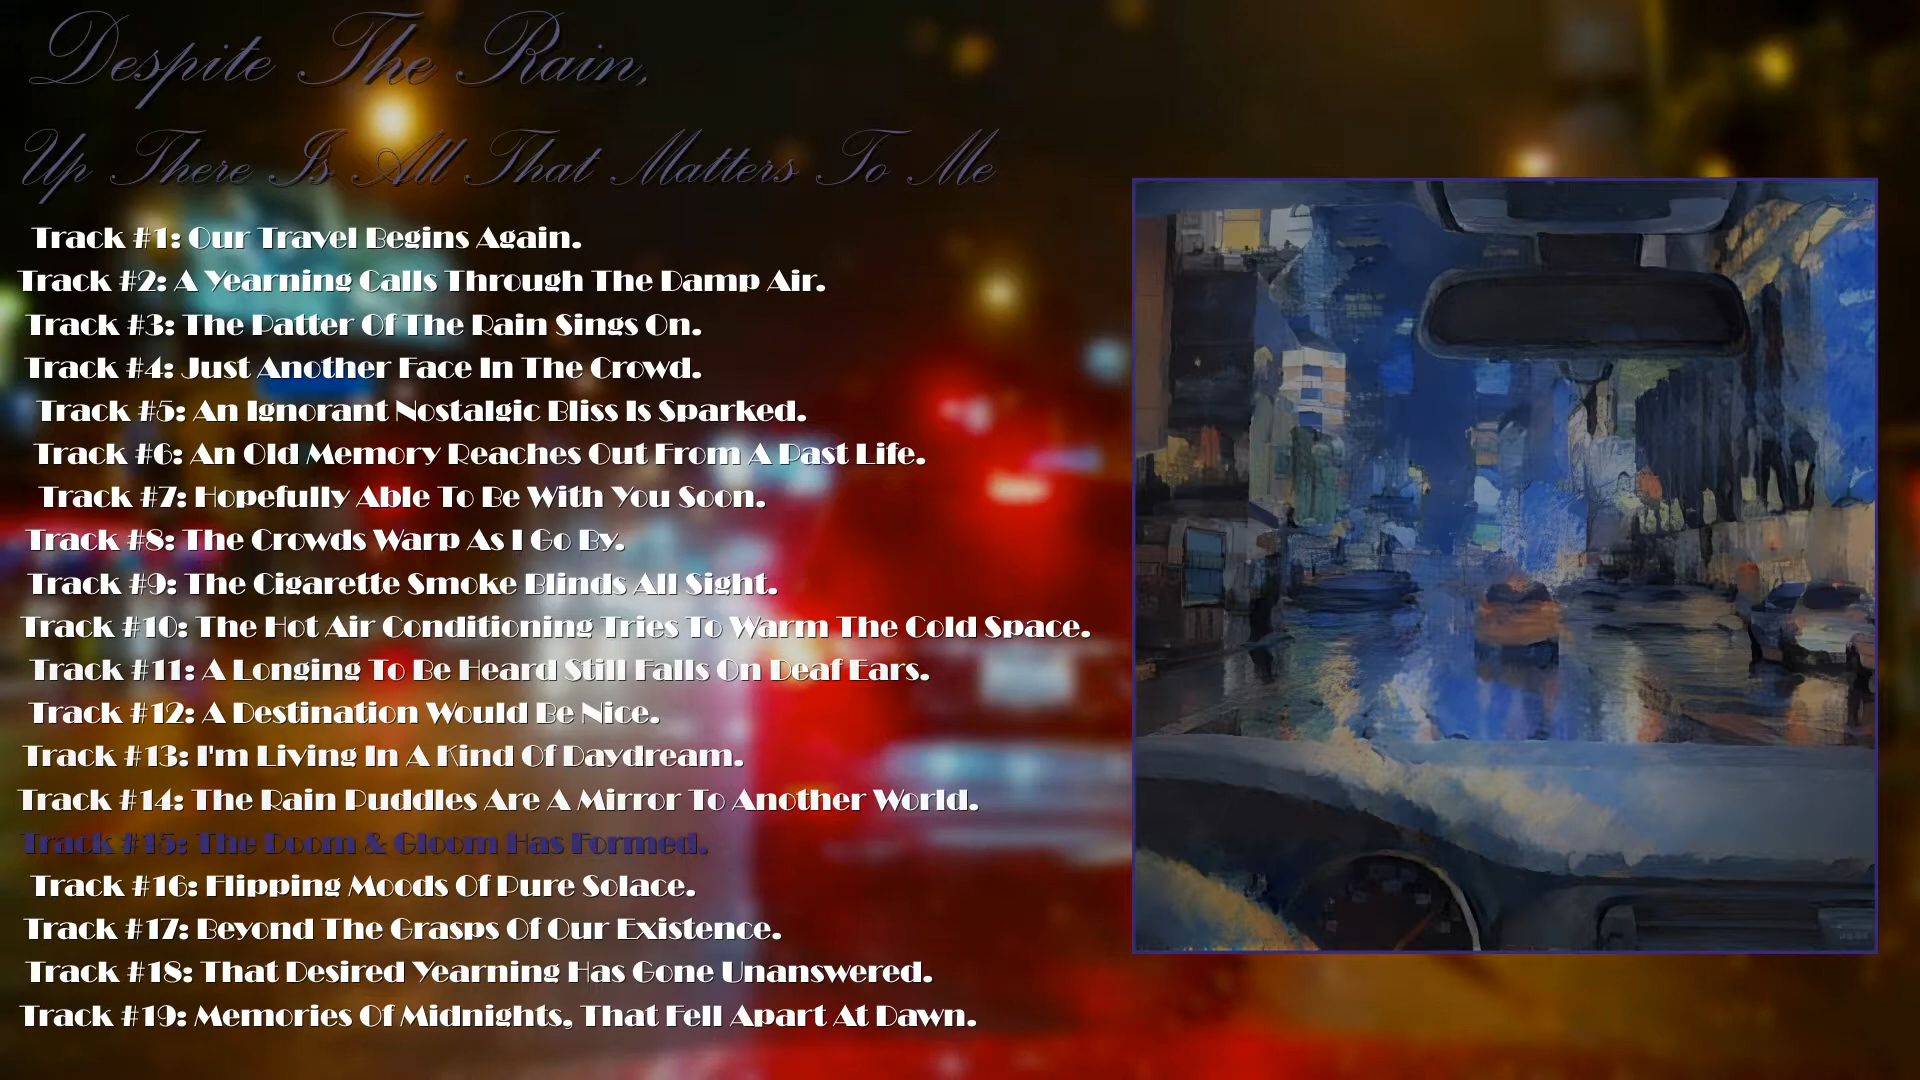 Despite The Rain,
Up There Is All That Matters To Me
Track #1: Our Travel Begins Again.
Track #2: A Yearning Calls Through The Damp Air.
Track #3: The Patter Of The Rain Sings On.
Track #4: Just Another Face In The Crowd.
Track #5: An Ignorant Nostalgic Bliss Is Sparked.
Track #6: An Old Memory Reaches Out From A Past Life.
Track #7: Hopefully Able To Be With You Soon.
Track #8: The Crowds Warp As I Go By.
Track #9: The Cigarette Smoke Blinds All Sight.
Track #10: The Hot Air Conditioning Tries To Warm The Cold Space.
Track #11: A Longing To Be Heard Still Falls On Deaf Ears.
Track #12: A Destination Would Be Nice.
Track #13: I'm Living In A Kind Of Daydream.
Track #14: The Rain Puddles Are A Mirror To Another World.
Track #15: The Doom & Gloom Has Formed.
Track #16: Flipping Moods Of Pure Solace.
Track #17: Beyond The Grasps Of Our Existence.
Track #18: That Desired Yearning Has Gone Unanswered.
Track #19: Memories Of Midnights, That Fell Apart At Dawn.